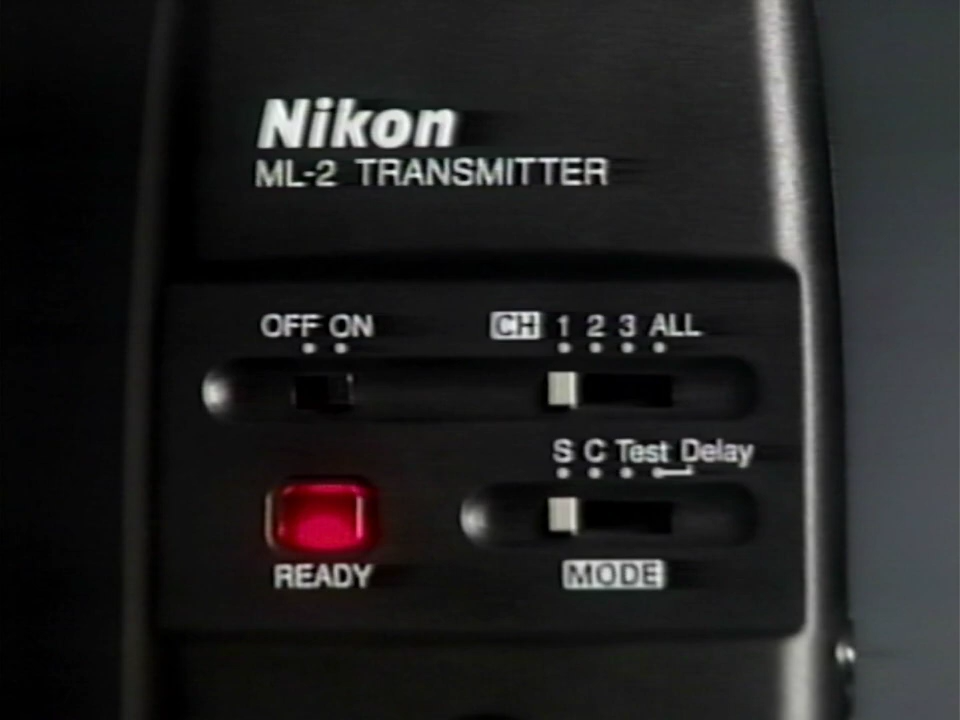 Nikon
ML-2 TRANSMITTER
OFF ON
CH 1 2 3 ALL
S C Test Delay
READY
MODE